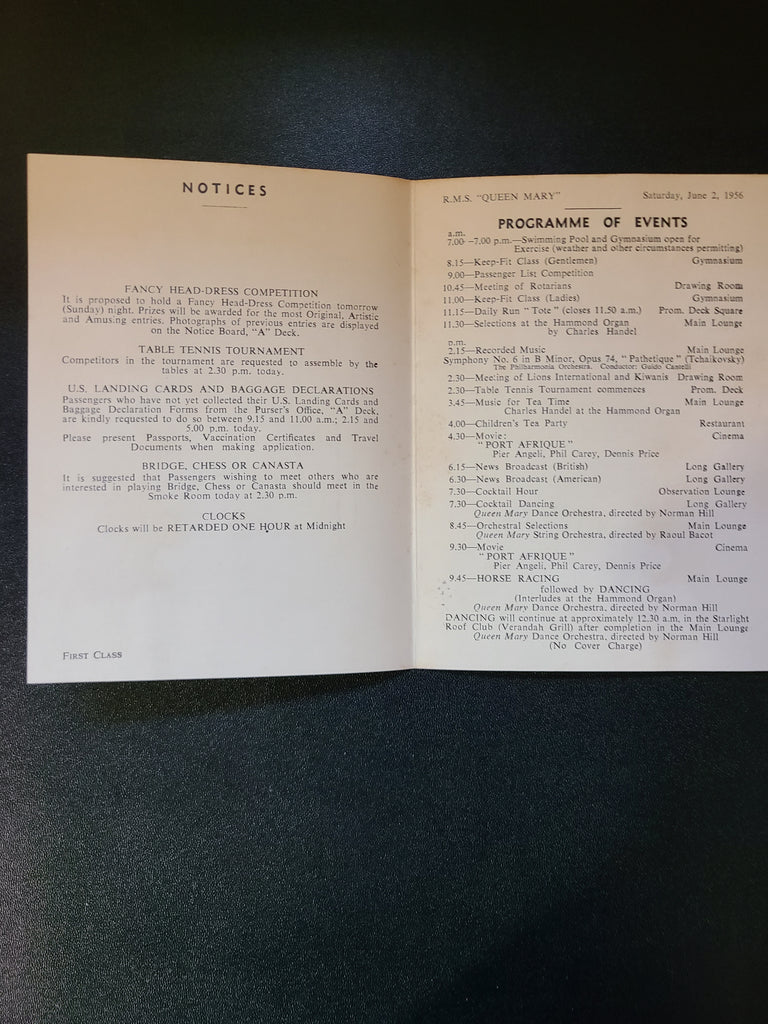 NOTICES
FANCY HEAD-DRESS COMPETITION
It is proposed to hold a Fancy Head-Dress Competition tomorrow
(Sunday) night. Prizes will be awarded for the most Original, Artistic
and Amusing entries. Photographs of previous entries are displayed
on the Notice Board, "A" Deck.
TABLE TENNIS TOURNAMENT
Competitors in the tournament are requested to assemble by the
tables at 2.30 p.m. today.
U.S. LANDING CARDS AND BAGGAGE DECLARATIONS
Passengers who have not yet collected their U.S. Landing Cards and
Baggage Declaration Forms from the Purser's Office, "A" Deck,
are kindly requested to do so between 9.15 and 11.00 a.m.; 2.15 and
5.00 p.m. today.
Please present Passports, Vaccination Certificates and Travel
Documents when making application.
BRIDGE, CHESS OR CANASTA
It is suggested that Passengers wishing to meet others who are
interested in playing Bridge, Chess or Canasta should meet in the
Smoke Room today at 2.30 p.m.
CLOCKS
Clocks will be RETARDED ONE HOUR at Midnight
FIRST CLASS
R.M.S. "QUEEN MARY" Saturday, June 2, 1956
PROGRAMME OF EVENTS
a.m.
7.00 -7.00 p.m.—Swimming Pool and Gymnasium open for
Exercise (weather and other circumstances permitting)
8.15—Keep-Fit Class (Gentlemen) Gymnasium
9.00—Passenger List Competition
10.45—Meeting of Rotarians Drawing Room
11.00—Keep-Fit Class (Ladies) Gymnasium
11.15—Daily Run "Tote" (closes 11.50 a.m.) Prom. Deck Square
11.30—Selections at the Hammond Organ Main Lounge
by Charles Handel
p.m.
2.15—Recorded Music Main Lounge
Symphony No. 6 in B Minor, Opus 74, "Pathetique" (Tchaikovsky)
The Philharmonia Orchestra. Conductor: Guido Cantelli
2.30—Meeting of Lions International and Kiwanis Drawing Room
2.30—Table Tennis Tournament commences Prom. Deck
3.45—Music for Tea Time Main Lounge
Charles Handel at the Hammond Organ
4.00—Children's Tea Party Restaurant
4.30—Movie: Cinema
"PORT AFRIQUE"
Pier Angeli, Phil Carey, Dennis Price
6.15—News Broadcast (British) Long Gallery
6.30—News Broadcast (American) Long Gallery
7.30—Cocktail Hour Observation Lounge
7.30—Cocktail Dancing Long Gallery
Queen Mary Dance Orchestra, directed by Norman Hill
8.45—Orchestral Selections Main Lounge
Queen Mary String Orchestra, directed by Raoul Bacot
9.30—Movie Cinema
"PORT AFRIQUE"
Pier Angeli, Phil Carey, Dennis Price
9.45—HORSE RACING Main Lounge
followed by DANCING
(Interludes at the Hammond Organ)
Queen Mary Dance Orchestra, directed by Norman Hill
DANCING will continue at approximately 12.30 a.m. in the Starlight
Roof Club (Verandah Grill) after completion in the Main Lounge
Queen Mary Dance Orchestra, directed by Norman Hill
(No Cover Charge)